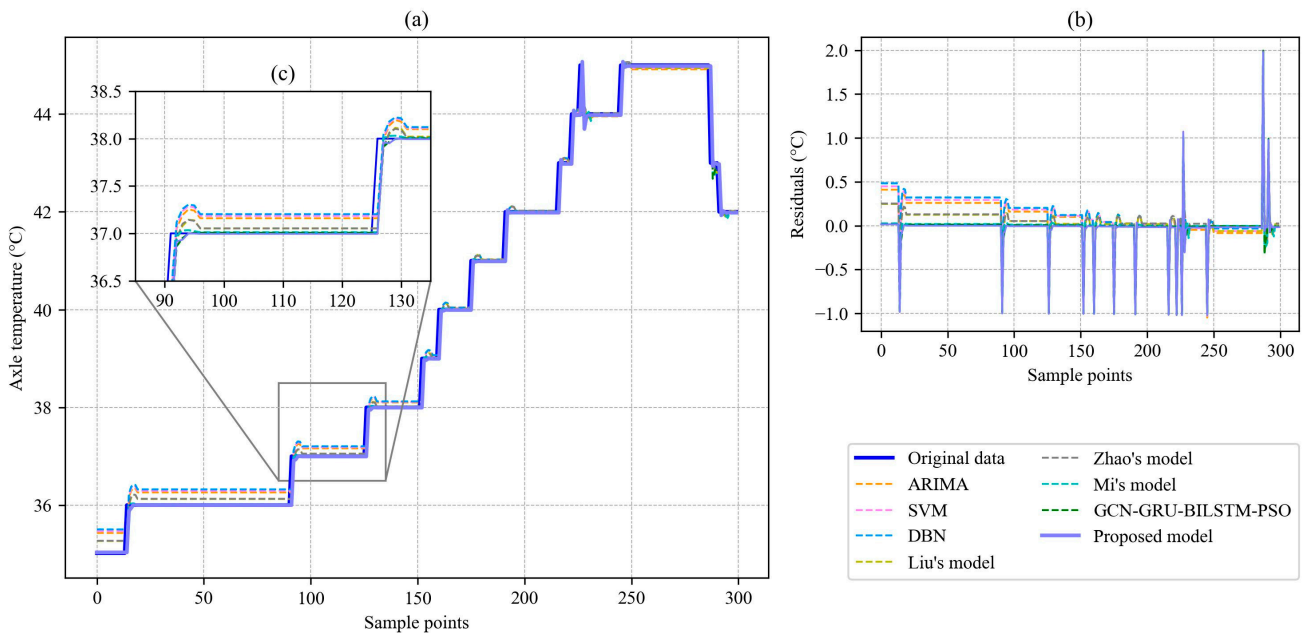 (a)
(b)
(c)
38.5
38.0
37.5
37.0
36.5
90
100
110
120
130
44
42
40
38
36
Axle temperature (°C)
0
50
100
150
200
250
300
Sample points
2.0
1.5
1.0
0.5
0.0
−0.5
−1.0
Residuals (°C)
0
50
100
150
200
250
300
Sample points
Original data
ARIMA
SVM
DBN
Liu's model
Zhao's model
Mi's model
GCN-GRU-BILSTM-PSO
Proposed model